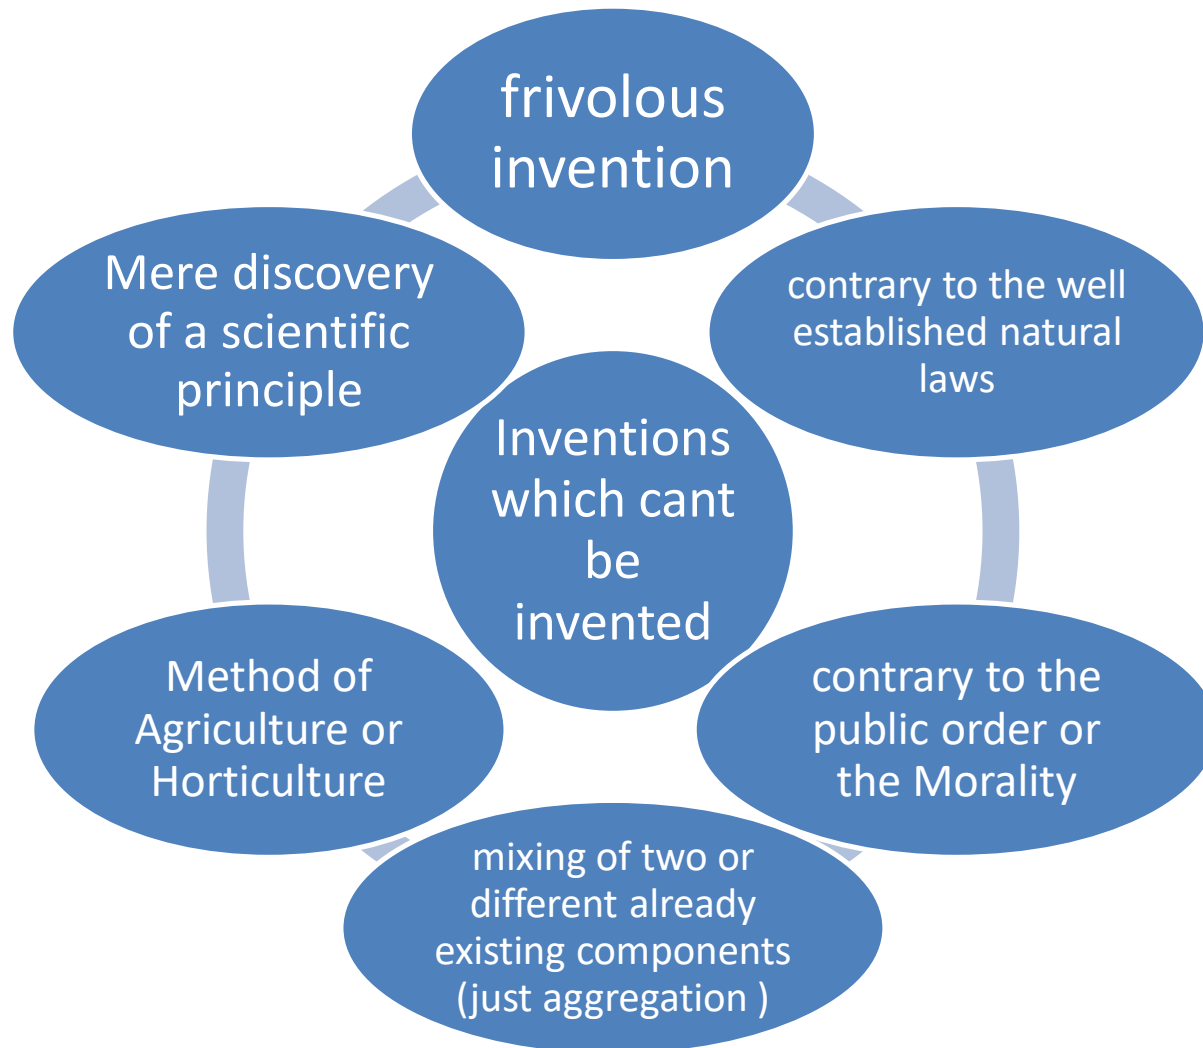 frivolous
invention
contrary to the well
established natural
laws
contrary to the
public order or
the Morality
mixing of two or
different already
existing components
(just aggregation )
Method of
Agriculture or
Horticulture
Mere discovery
of a scientific
principle
Inventions
which cant
be
invented